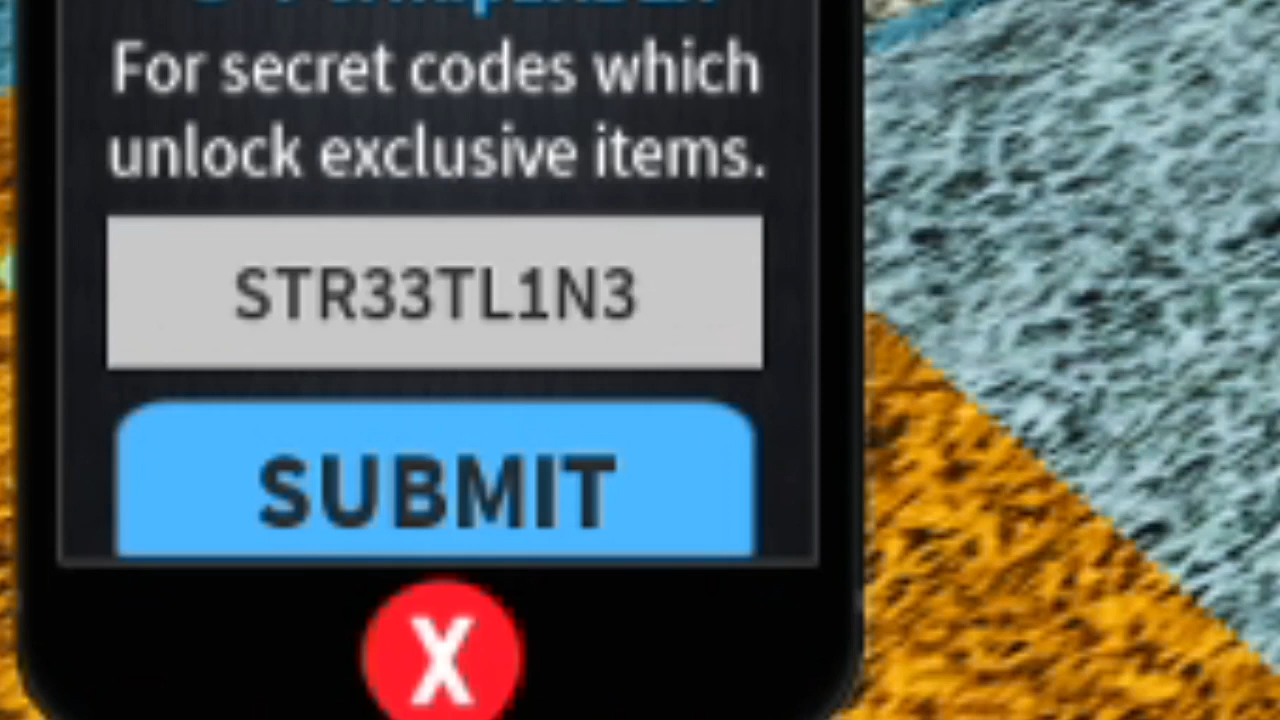 For secret codes which
unlock exclusive items.
STR33TL1N3
SUBMIT
X